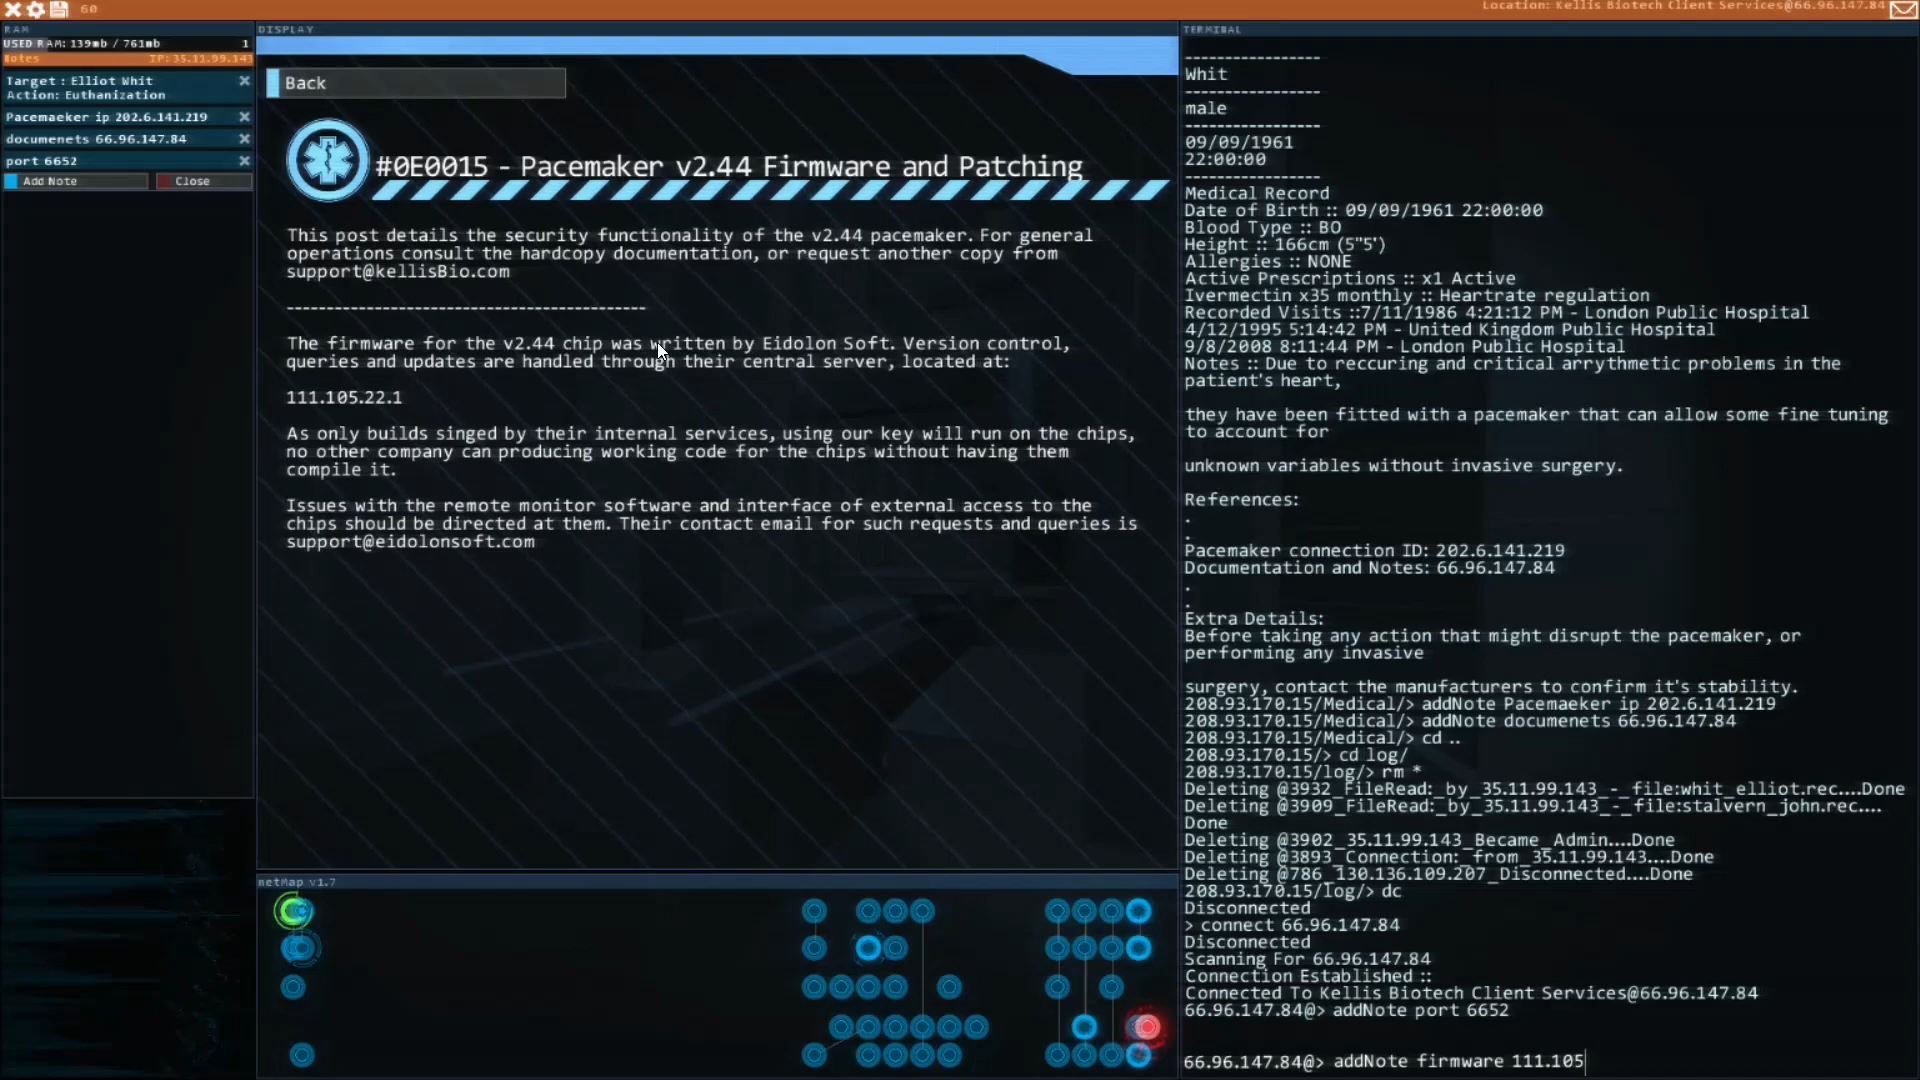 60
Location: Kellis Biotech Client Services@66.96.147.84
RAM
USED RAM: 139mb / 761mb 1
Notes IP:35.11.99.143
Target : Elliot Whit
Action: Euthanization
Pacemaeker ip 202.6.141.219
documenets 66.96.147.84
port 6652
Add Note Close
DISPLAY
Back
#0E0015 - Pacemaker v2.44 Firmware and Patching
This post details the security functionality of the v2.44 pacemaker. For general
operations consult the hardcopy documentation, or request another copy from
support@kellisBio.com
----------------------------------------
The firmware for the v2.44 chip was written by Eidolon Soft. Version control,
queries and updates are handled through their central server, located at:
111.105.22.1
As only builds singed by their internal services, using our key will run on the chips,
no other company can producing working code for the chips without having them
compile it.
Issues with the remote monitor software and interface of external access to the
chips should be directed at them. Their contact email for such requests and queries is
support@eidolonsoft.com
netMap v1.7
TERMINAL
----------------
Whit
----------------
male
----------------
09/09/1961
22:00:00
----------------
Medical Record
Date of Birth :: 09/09/1961 22:00:00
Blood Type :: BO
Height :: 166cm (5"5')
Allergies :: NONE
Active Prescriptions :: x1 Active
Ivermectin x35 monthly :: Heartrate regulation
Recorded Visits ::7/11/1986 4:21:12 PM - London Public Hospital
4/12/1995 5:14:42 PM - United Kingdom Public Hospital
9/8/2008 8:11:44 PM - London Public Hospital
Notes :: Due to reccuring and critical arrythmetic problems in the
patient's heart,
they have been fitted with a pacemaker that can allow some fine tuning
to account for
unknown variables without invasive surgery.
References:
.
.
Pacemaker connection ID: 202.6.141.219
Documentation and Notes: 66.96.147.84
.
.
Extra Details:
Before taking any action that might disrupt the pacemaker, or
performing any invasive
surgery, contact the manufacturers to confirm it's stability.
208.93.170.15/Medical/> addNote Pacemaeker ip 202.6.141.219
208.93.170.15/Medical/> addNote documenets 66.96.147.84
208.93.170.15/Medical/> cd ..
208.93.170.15/> cd log/
208.93.170.15/log/> rm *
Deleting @3932_FileRead:_by_35.11.99.143_-_file:whit_elliot.rec....Done
Deleting @3909_FileRead:_by_35.11.99.143_-_file:stalvern_john.rec....
Done
Deleting @3902_35.11.99.143_Became_Admin....Done
Deleting @3893_Connection:_from_35.11.99.143....Done
Deleting @786_130.136.109.207_Disconnected....Done
208.93.170.15/log/> dc
Disconnected
> connect 66.96.147.84
Disconnected
Scanning For 66.96.147.84
Connection Established ::
Connected To Kellis Biotech Client Services@66.96.147.84
66.96.147.84@> addNote port 6652
66.96.147.84@> addNote firmware 111.105